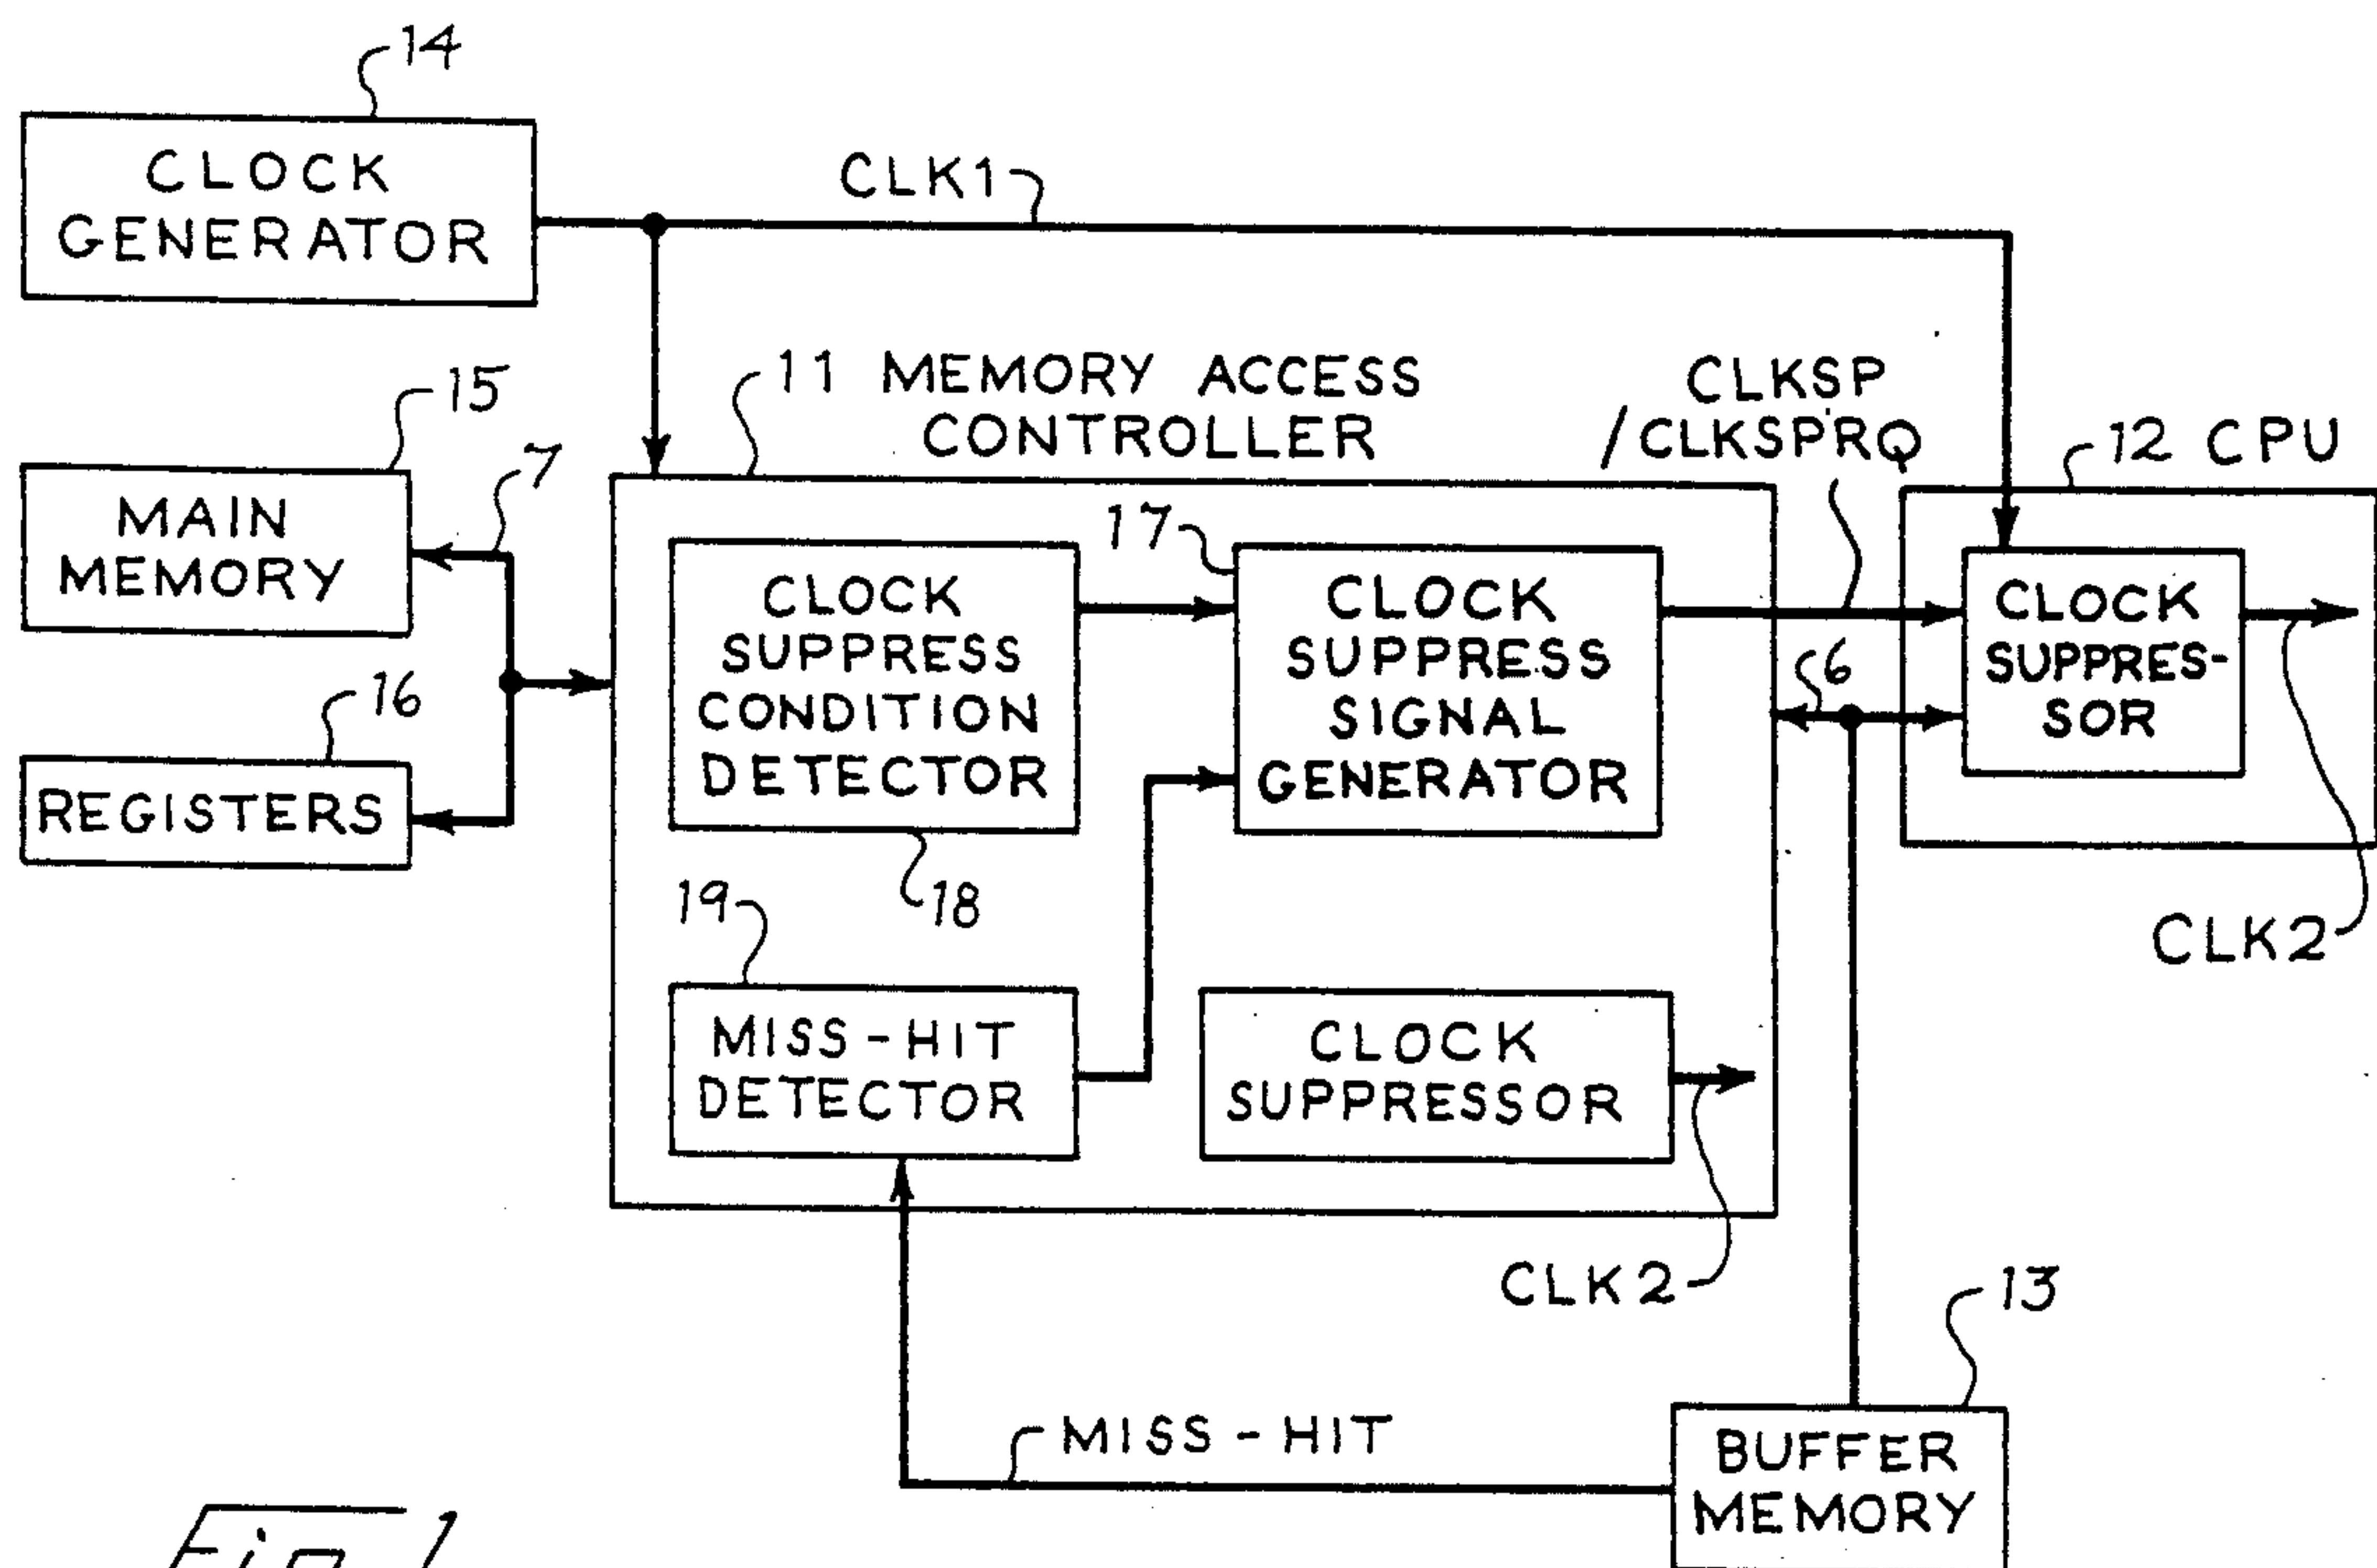 14
CLOCK
GENERATOR
CLK1
15
7
MAIN
MEMORY
16
REGISTERS
11 MEMORY ACCESS
CONTROLLER
CLKSP
/CLKSPRQ
12 CPU
17
CLOCK
SUPPRESS
CONDITION
DETECTOR
18
CLOCK
SUPPRESS
SIGNAL
GENERATOR
6
CLOCK
SUPPRES-
SOR
CLK2
19
MISS-HIT
DETECTOR
CLOCK
SUPPRESSOR
CLK2
13
MISS-HIT
BUFFER
MEMORY
Fig. 1